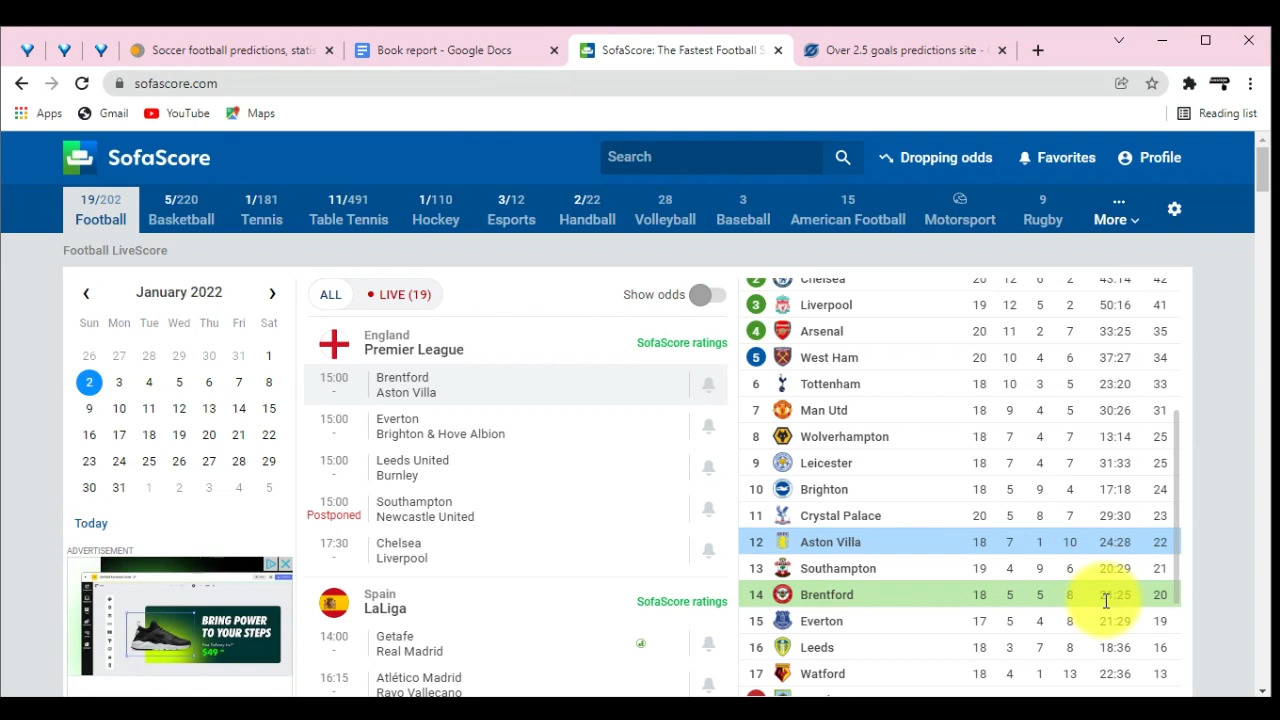 Soccer football predictions, statis
Book report - Google Docs
SofaScore: The Fastest Football S
Over 2.5 goals predictions site -
sofascore.com
Apps
Gmail
YouTube
Maps
Reading list
SofaScore
Search
Dropping odds
Favorites
Profile
19/202 5/220 1/181 11/491 1/110 3/12 2/22 28 3 15 9
Football Basketball Tennis Table Tennis Hockey Esports Handball Volleyball Baseball American Football Motorsport Rugby More
Football LiveScore
January 2022
Sun Mon Tue Wed Thu Fri Sat
26 27 28 29 30 31 1
2 3 4 5 6 7 8
9 10 11 12 13 14 15
16 17 18 19 20 21 22
23 24 25 26 27 28 29
30 31 1 2 3 4 5
Today
ADVERTISEMENT
BRING POWER
TO YOUR STEPS
$49
ALL
LIVE (19)
Show odds
England
Premier League
SofaScore ratings
15:00 Brentford
- Aston Villa
15:00 Everton
- Brighton & Hove Albion
15:00 Leeds United
- Burnley
15:00 Southampton
Postponed Newcastle United
17:30 Chelsea
- Liverpool
Spain
LaLiga
SofaScore ratings
14:00 Getafe
- Real Madrid
16:15 Atlético Madrid
- Rayo Vallecano
2 Chelsea 20 12 6 2 43:14 42
3 Liverpool 19 12 5 2 50:16 41
4 Arsenal 20 11 2 7 33:25 35
5 West Ham 20 10 4 6 37:27 34
6 Tottenham 18 10 3 5 23:20 33
7 Man Utd 18 9 4 5 30:26 31
8 Wolverhampton 18 7 4 7 13:14 25
9 Leicester 18 7 4 7 31:33 25
10 Brighton 18 5 9 4 17:18 24
11 Crystal Palace 20 5 8 7 29:30 23
12 Aston Villa 18 7 1 10 24:28 22
13 Southampton 19 4 9 6 20:29 21
14 Brentford 18 5 5 8 :25 20
15 Everton 17 5 4 8 21:29 19
16 Leeds 18 3 7 8 18:36 16
17 Watford 18 4 1 13 22:36 13